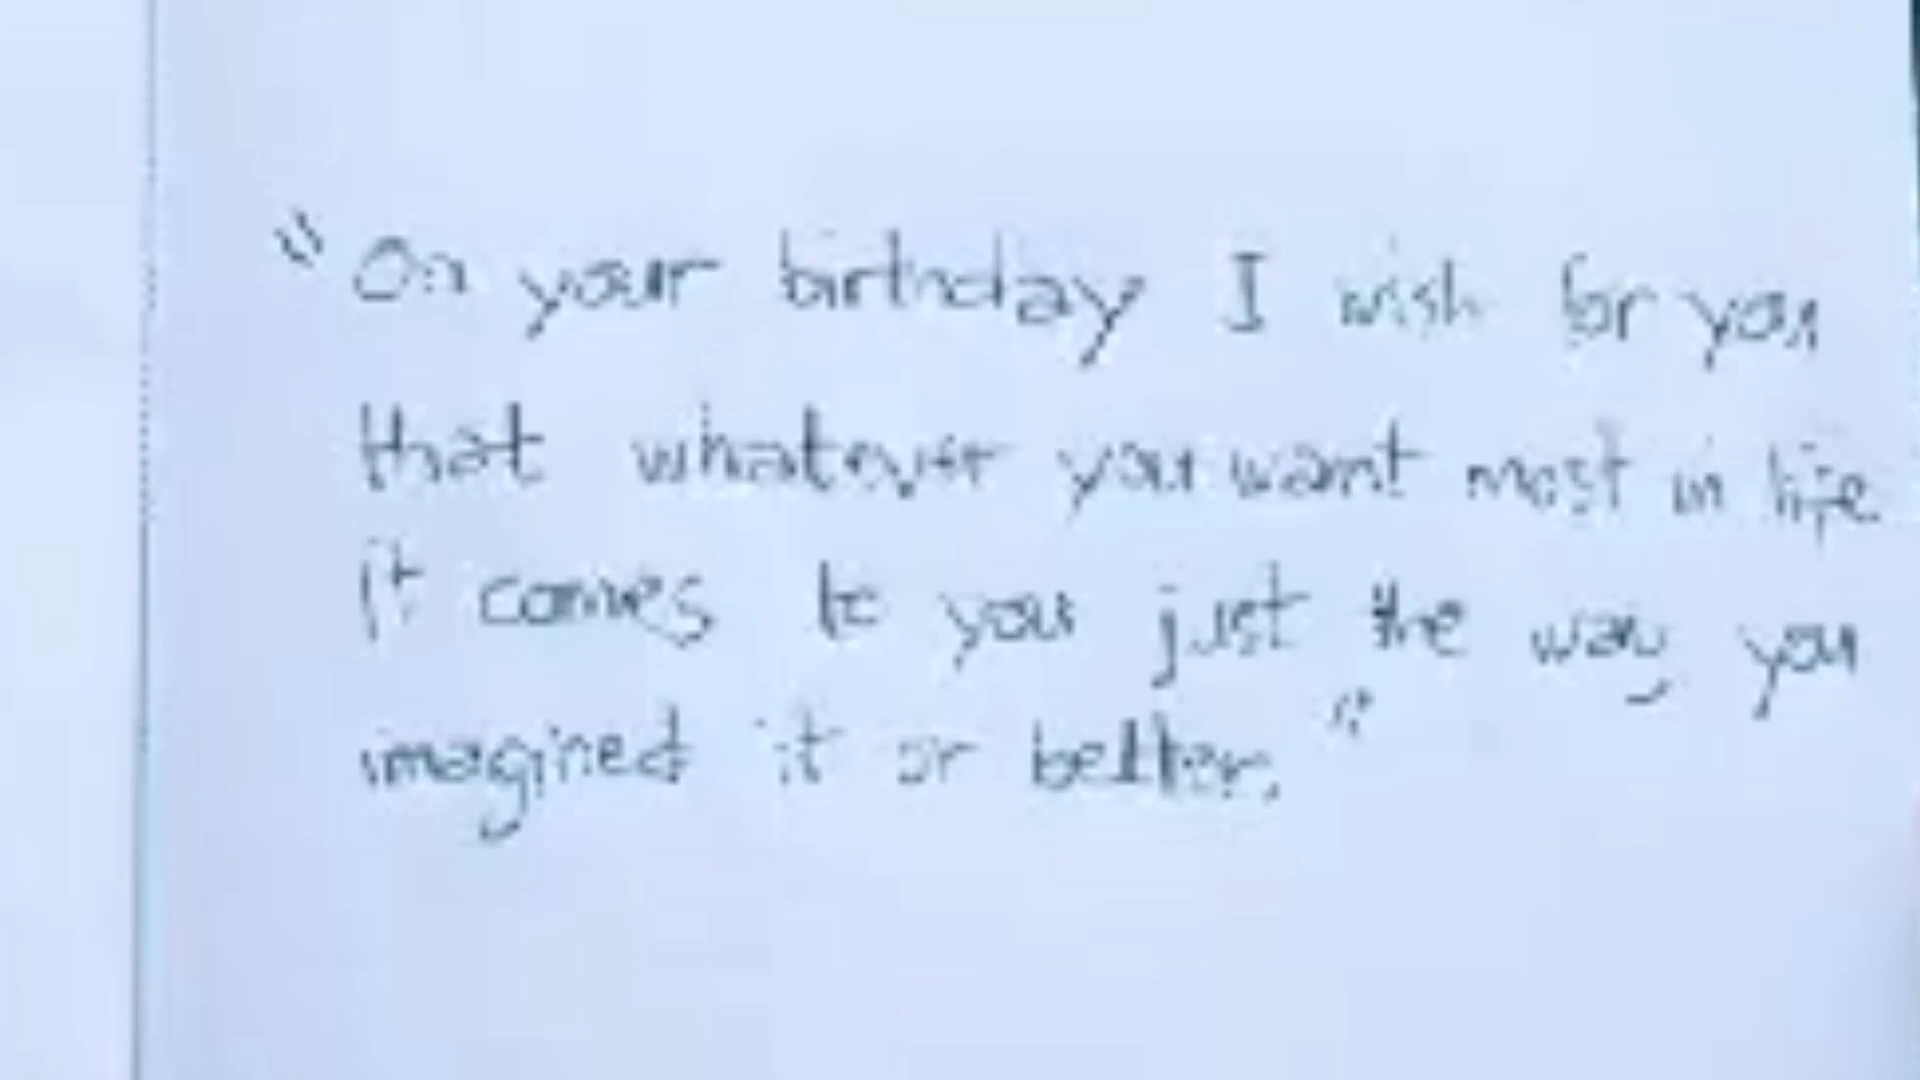 "On your birthday I wish for you
that whatever you want most in life
it comes to you just the way you
imagined it or better."